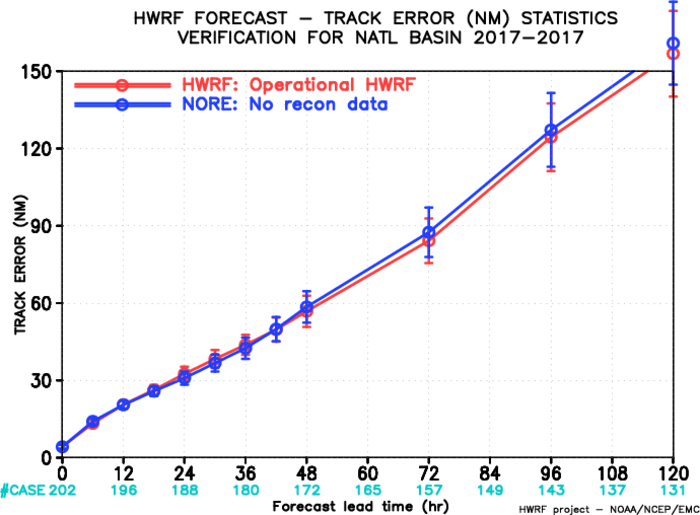 HWRF FORECAST – TRACK ERROR (NM) STATISTICS
VERIFICATION FOR NATL BASIN 2017–2017
150
HWRF: Operational HWRF
NORE: No recon data
120
90
60
30
0
TRACK ERROR (NM)
0 12 24 36 48 60 72 84 96 108 120
#CASE 202 196 188 180 172 165 157 149 143 137 131
Forecast lead time (hr)
HWRF project – NOAA/NCEP/EMC